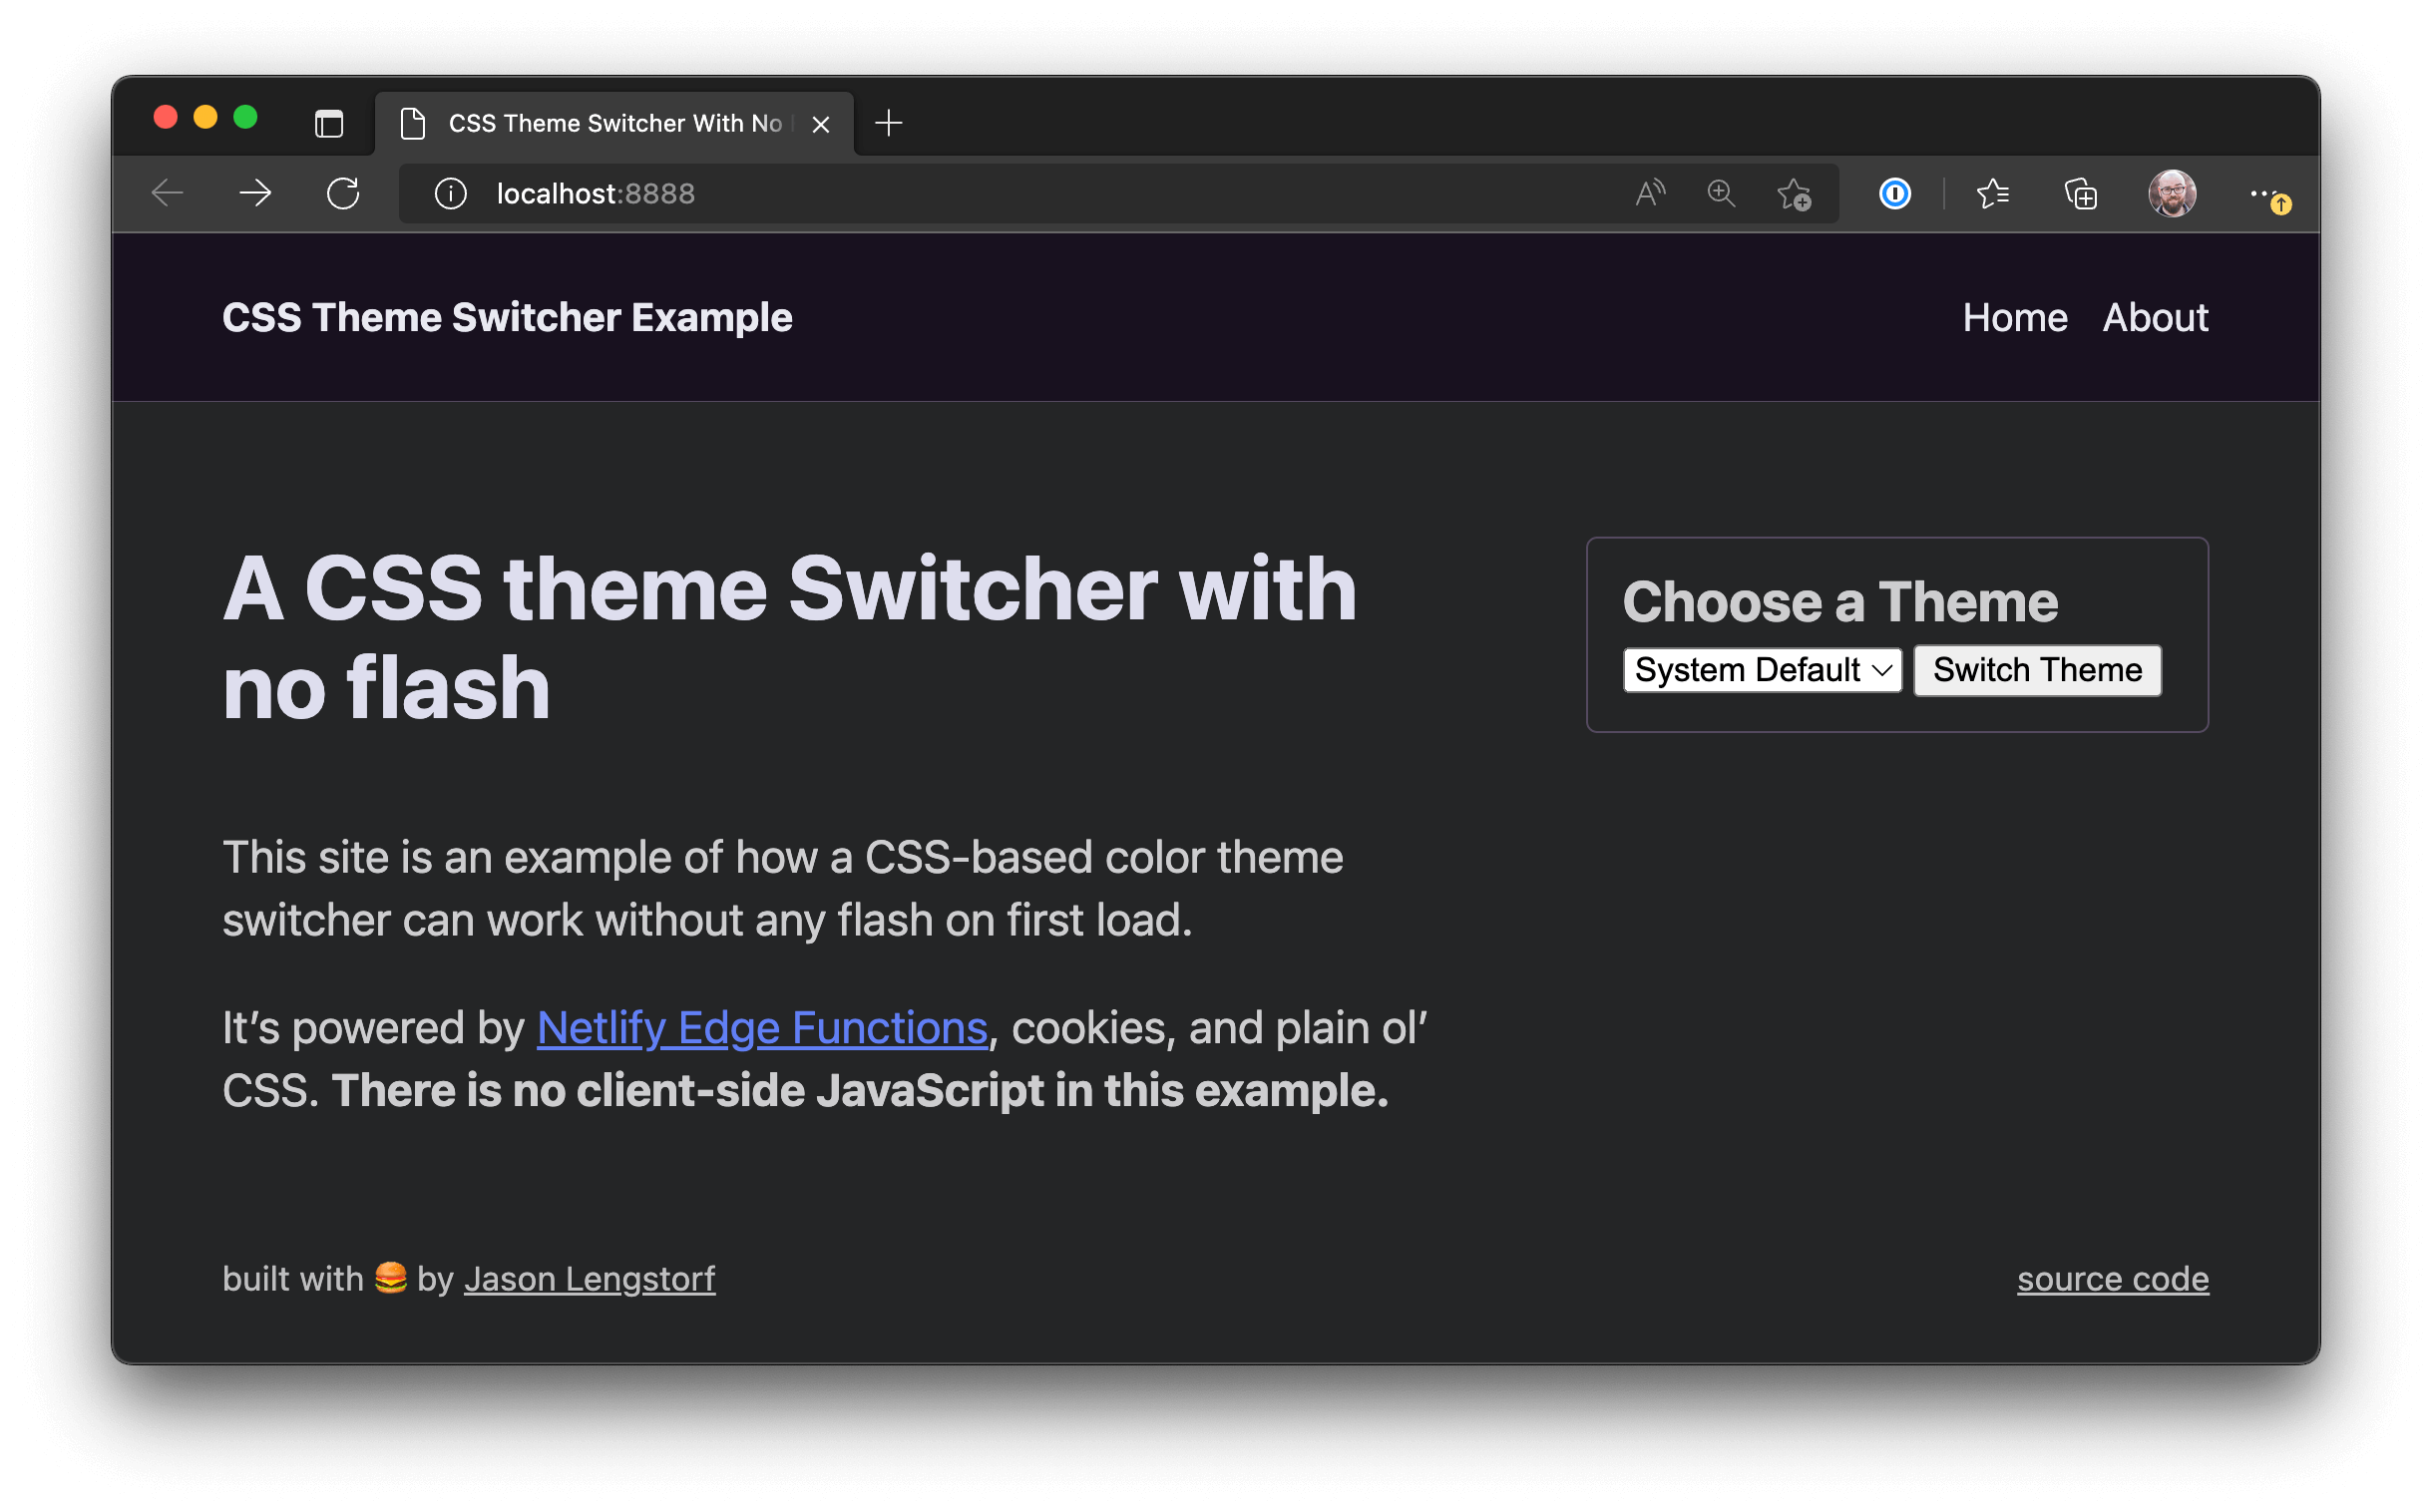 CSS Theme Switcher With No
localhost:8888
CSS Theme Switcher Example
Home About
A CSS theme Switcher with
no flash
Choose a Theme
System Default Switch Theme
This site is an example of how a CSS-based color theme
switcher can work without any flash on first load.
It’s powered by Netlify Edge Functions, cookies, and plain ol’
CSS. There is no client-side JavaScript in this example.
built with 🍔 by Jason Lengstorf
source code